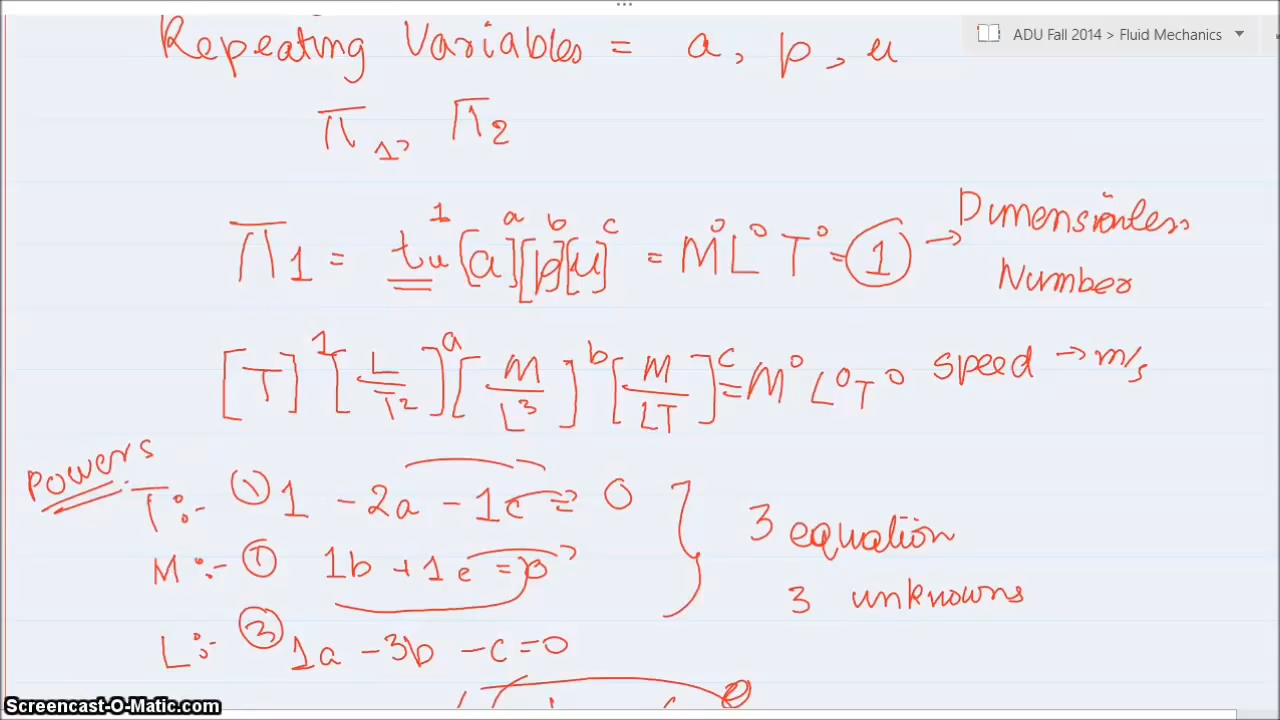 ADU Fall 2014 > Fluid Mechanics
Repeating Variables = a, ρ, μ
π1, π2
π1 = tu^1 [a]^a [ρ]^b [μ]^c = M^0 L^0 T^0 = 1 → Dimensionless Number
[T]^1 [L/T^2]^a [M/L^3]^b [M/LT]^c = M^0 L^0 T^0 speed → m/s
Powers
T:- 1 1 - 2a - 1c = 0
M:- 1 1b + 1c = 0
L:- 3 1a - 3b - c = 0
3 equation
3 unknowns
Screencast-O-Matic.com